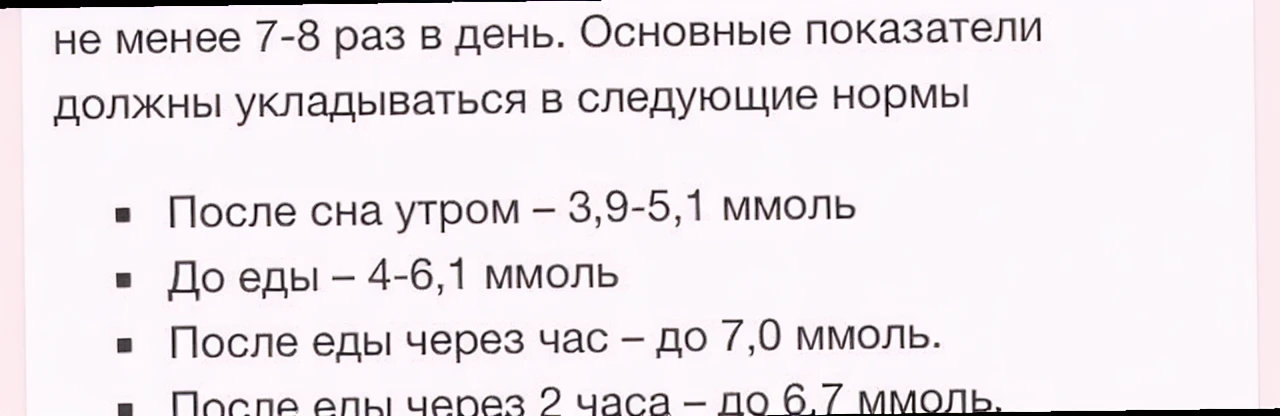 не менее 7-8 раз в день. Основные показатели
должны укладываться в следующие нормы
▪ После сна утром – 3,9-5,1 ммоль
▪ До еды – 4-6,1 ммоль
▪ После еды через час – до 7,0 ммоль.
▪ После еды через 2 часа – до 6,7 ммоль.